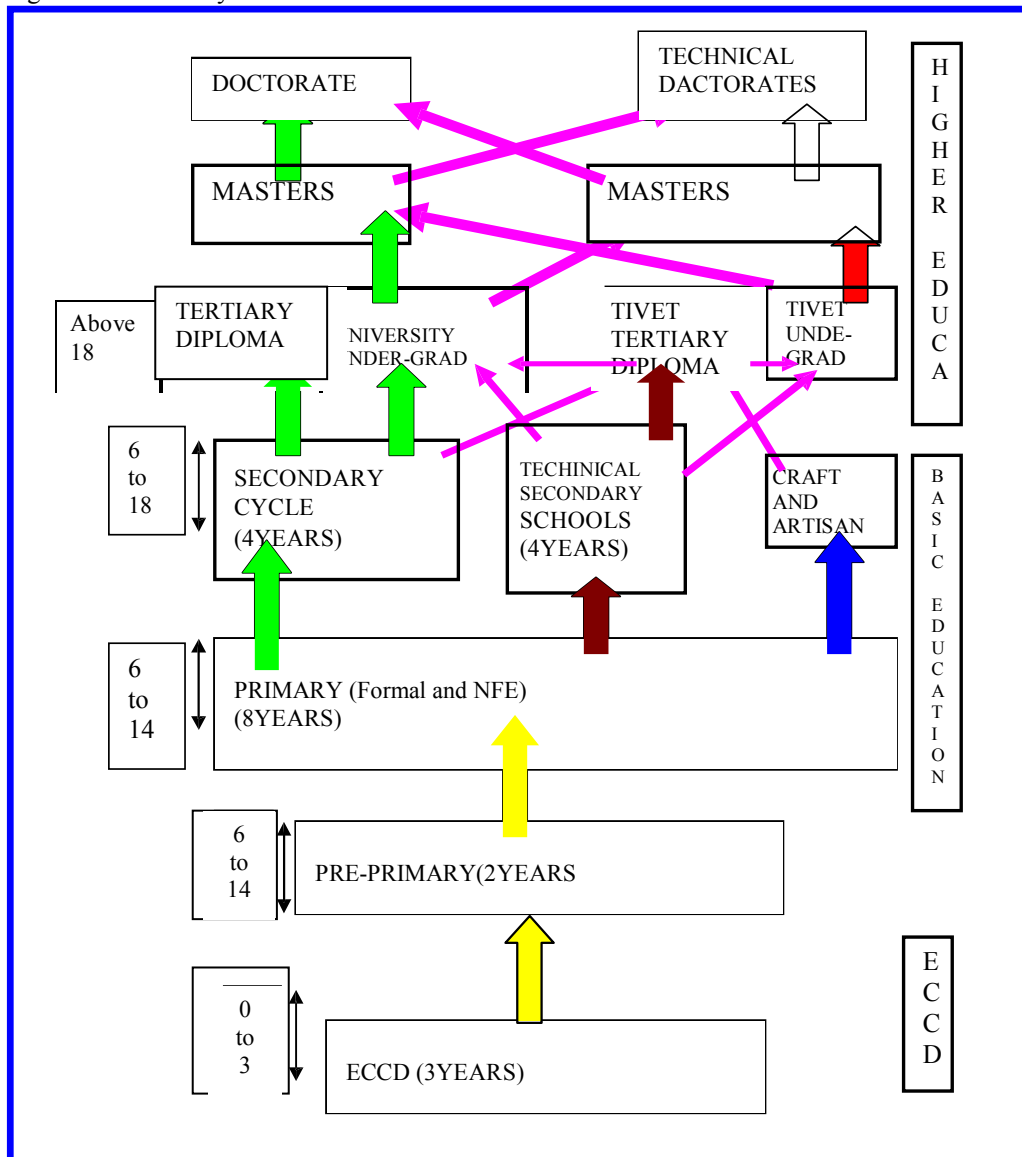 DOCTORATE
TECHNICAL
DACTORATES
MASTERS
MASTERS
Above
18
TERTIARY
DIPLOMA
NIVERSITY
NDER-GRAD
TIVET
TERTIARY
DIPLOMA
TIVET
UNDE-
GRAD
H
I
G
H
E
R
E
D
U
C
A
6
to
18
SECONDARY
CYCLE
(4YEARS)
TECHINICAL
SECONDARY
SCHOOLS
(4YEARS)
CRAFT
AND
ARTISAN
B
A
S
I
C
E
D
U
C
A
T
I
O
N
6
to
14
PRIMARY (Formal and NFE)
(8YEARS)
6
to
14
PRE-PRIMARY(2YEARS
0
to
3
ECCD (3YEARS)
E
C
C
D